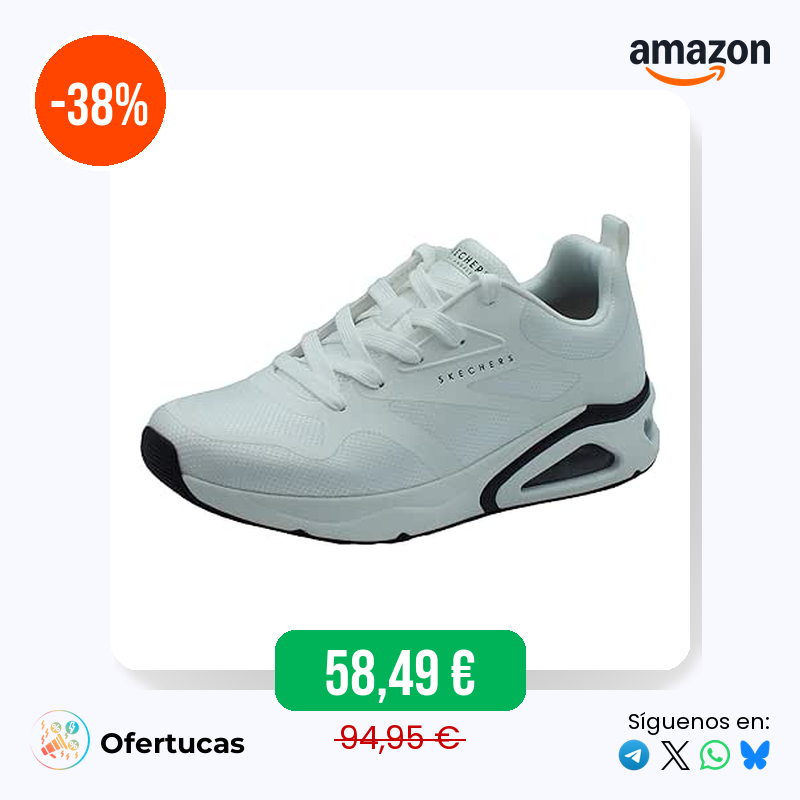 -38%
amazon
SKECHERS
SKECHERS
58,49 €
94,95 €
Ofertucas
Síguenos en: